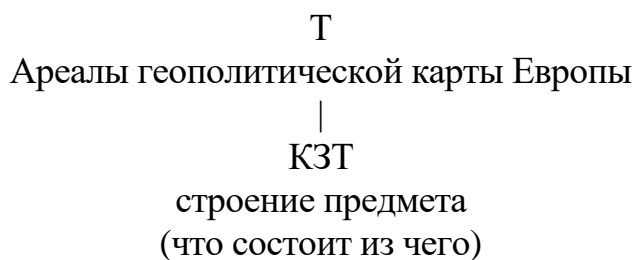 Т
Ареалы геополитической карты Европы
|
КЗТ
строение предмета
(что состоит из чего)